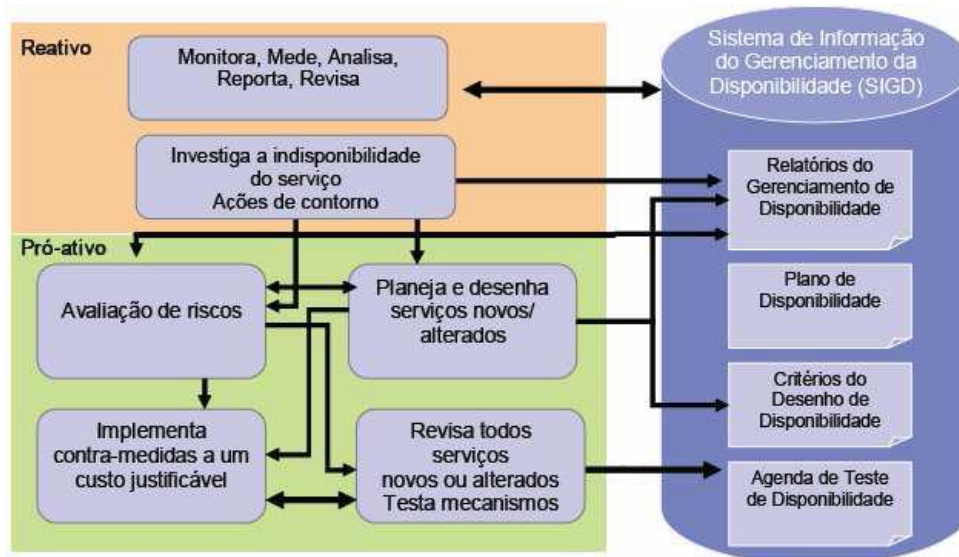 Reativo
Monitora, Mede, Analisa,
Reporta, Revisa
Investiga a indisponibilidade
do serviço
Ações de contorno
Pró-ativo
Avaliação de riscos
Planeja e desenha
serviços novos/
alterados
Implementa
contra-medidas a um
custo justificável
Revisa todos
serviços
novos ou alterados
Testa mecanismos
Sistema de Informação
do Gerenciamento da
Disponibilidade (SIGD)
Relatórios do
Gerenciamento de
Disponibilidade
Plano de
Disponibilidade
Critérios do
Desenho de
Disponibilidade
Agenda de Teste
de Disponibilidade